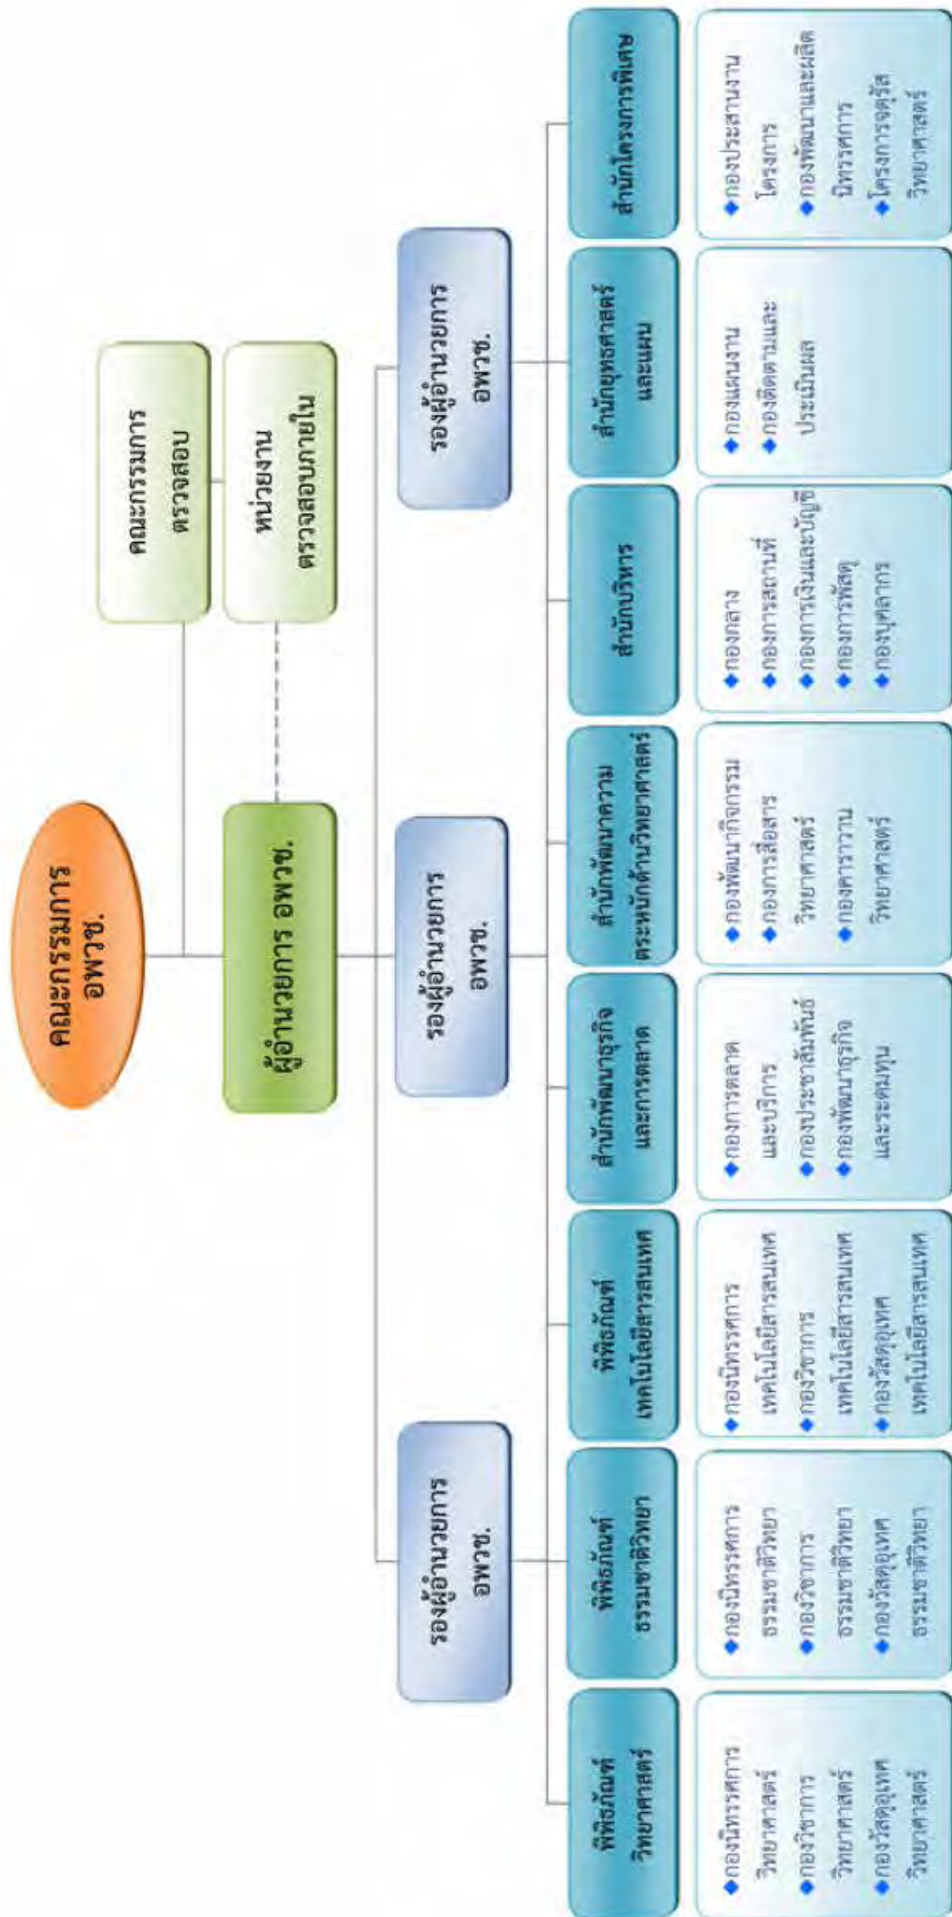 คณะกรรมการ
อพวช.
คณะกรรมการ
ตรวจสอบ
ผู้อำนวยการ อพวช.
หน่วยงาน
ตรวจสอบภายใน
รองผู้อำนวยการ
อพวช.
รองผู้อำนวยการ
อพวช.
รองผู้อำนวยการ
อพวช.
พิพิธภัณฑ์
วิทยาศาสตร์
พิพิธภัณฑ์
ธรรมชาติวิทยา
พิพิธภัณฑ์
เทคโนโลยีสารสนเทศ
สำนักพัฒนาธุรกิจ
และการตลาด
สำนักพัฒนาความ
ตระหนักด้านวิทยาศาสตร์
สำนักบริหาร
สำนักยุทธศาสตร์
และแผน
สำนักโครงการพิเศษ
◆กองนิทรรศการ
วิทยาศาสตร์
◆กองวิชาการ
วิทยาศาสตร์
◆กองวัสดุอุเทศ
วิทยาศาสตร์
◆กองนิทรรศการ
ธรรมชาติวิทยา
◆กองวิชาการ
ธรรมชาติวิทยา
◆กองวัสดุอุเทศ
ธรรมชาติวิทยา
◆กองนิทรรศการ
เทคโนโลยีสารสนเทศ
◆กองวิชาการ
เทคโนโลยีสารสนเทศ
◆กองวัสดุอุเทศ
เทคโนโลยีสารสนเทศ
◆กองการตลาด
และบริการ
◆กองประชาสัมพันธ์
◆กองพัฒนาธุรกิจ
และระดมทุน
◆กองพัฒนากิจกรรม
◆กองการสื่อสาร
วิทยาศาสตร์
◆กองคาราวาน
วิทยาศาสตร์
◆กองกลาง
◆กองการสถานที่
◆กองการเงินและบัญชี
◆กองการพัสดุ
◆กองบุคลากร
◆กองแผนงาน
◆กองติดตามและ
ประเมินผล
◆กองประสานงาน
โครงการ
◆กองพัฒนาและผลิต
นิทรรศการ
◆โครงการจตุรัส
วิทยาศาสตร์